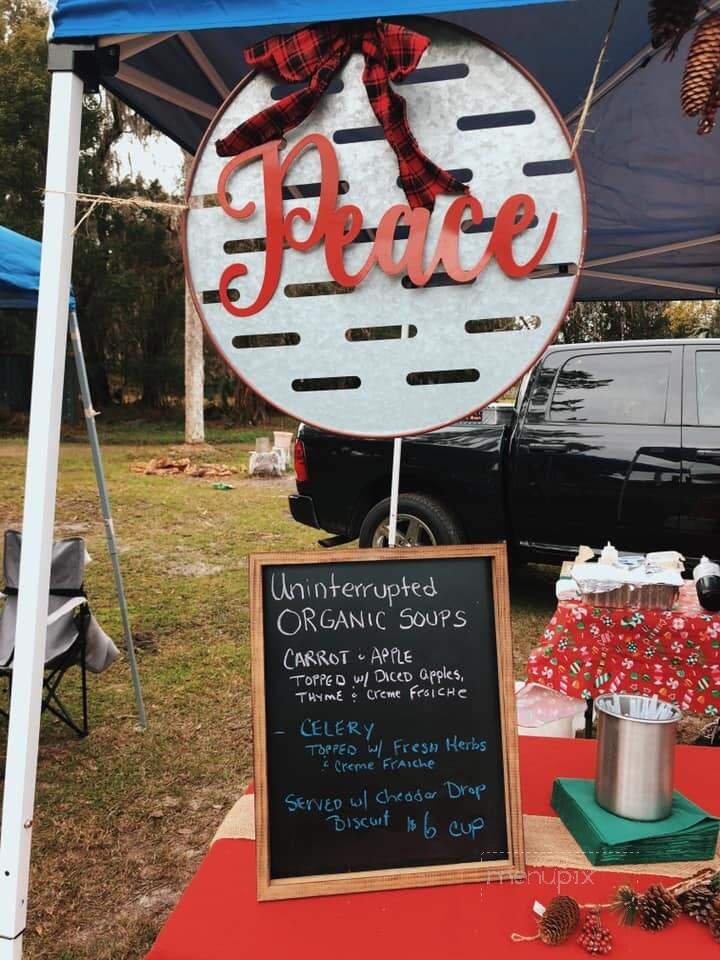 Peace
Uninterrupted
ORGANIC SOUPS
CARROT & APPLE
TOPPED w/ DICED apples,
THYME & Creme FRAICHE
- CELERY
TOPPED w/ Fresh Herbs
& Creme FRAICHE
SERVED w/ Cheddar Drop
Biscuit $6 cup
menupix